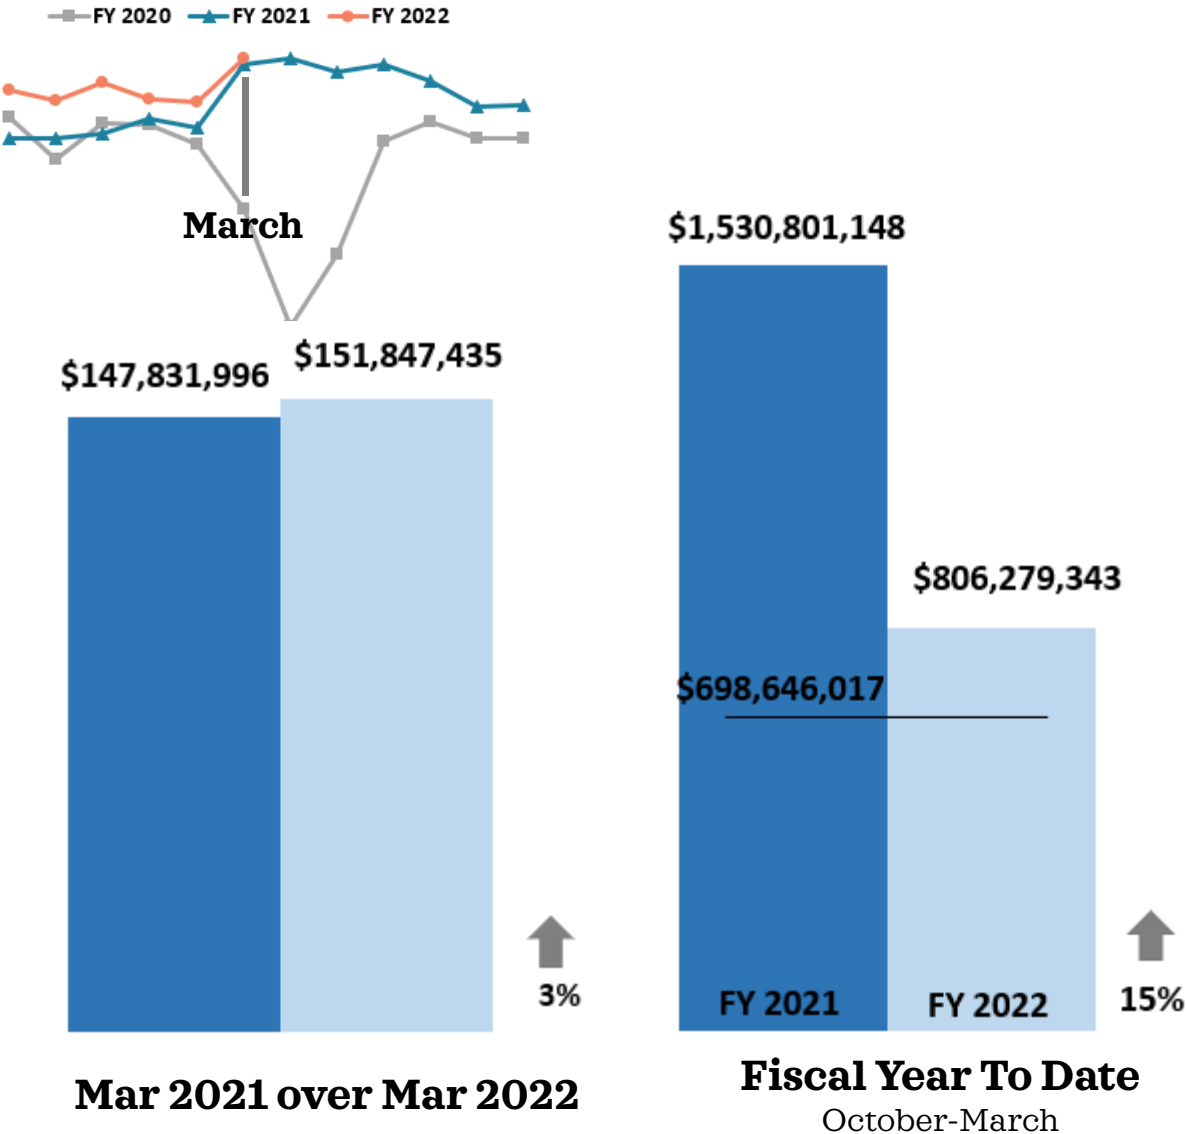 FY 2020 FY 2021 FY 2022
March
$147,831,996
$151,847,435
3%
Mar 2021 over Mar 2022
$1,530,801,148
$806,279,343
$698,646,017
FY 2021
FY 2022
15%
Fiscal Year To Date
October-March